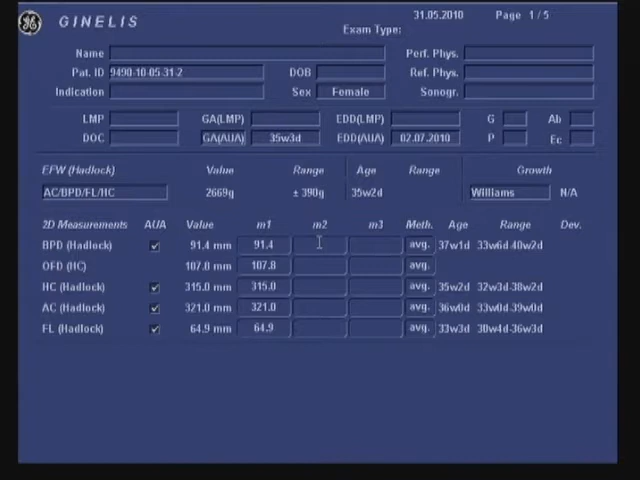 GINELIS
31.05.2010 Page 1 / 5
Exam Type:
Name Perf. Phys.
Pat. ID 9490-10-05-31-2 DOB Ref. Phys.
Indication Sex Female Sonogr.
LMP GA(LMP) EDD(LMP) G Ab
DOC GA(AUA) 35w3d EDD(AUA) 02.07.2010 P Ec
EFW (Hadlock) Value Range Age Range Growth
AC/BPD/FL/HC 2669g ± 390g 35w2d Williams N/A
2D Measurements AUA Value m1 m2 m3 Meth. Age Range Dev.
BPD (Hadlock) 91.4 mm 91.4 avg. 37w1d 33w6d-40w2d
OFD (HC) 107.8 mm 107.8 avg.
HC (Hadlock) 315.0 mm 315.0 avg. 35w2d 32w3d-38w2d
AC (Hadlock) 321.0 mm 321.0 avg. 36w0d 33w0d-39w0d
FL (Hadlock) 64.9 mm 64.9 avg. 33w3d 30w4d-36w3d